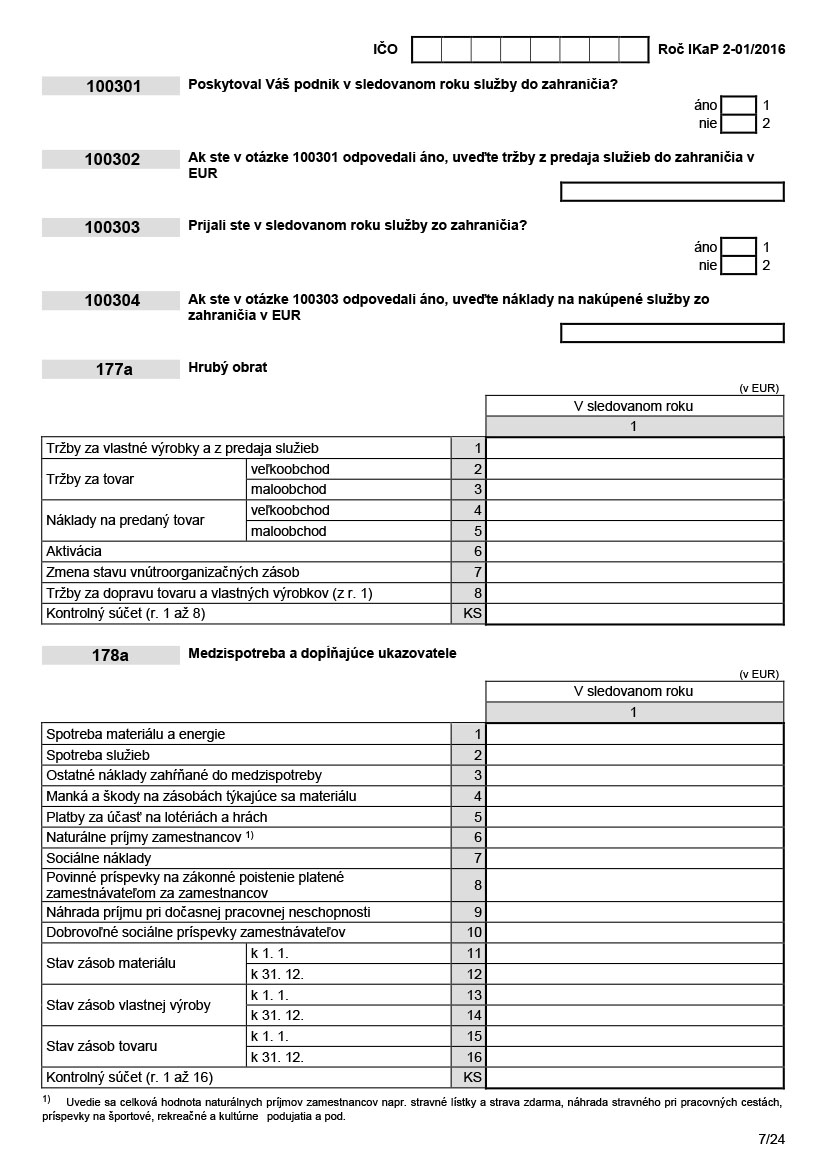 IČO Roč IKaP 2-01/2016
100301 Poskytoval Váš podnik v sledovanom roku služby do zahraničia?
áno 1
nie 2
100302 Ak ste v otázke 100301 odpovedali áno, uveďte tržby z predaja služieb do zahraničia v
EUR
100303 Prijali ste v sledovanom roku služby zo zahraničia?
áno 1
nie 2
100304 Ak ste v otázke 100303 odpovedali áno, uveďte náklady na nakúpené služby zo
zahraničia v EUR
177a Hrubý obrat
(v EUR)
V sledovanom roku
1
Tržby za vlastné výrobky a z predaja služieb 1
Tržby za tovar veľkoobchod 2
maloobchod 3
Náklady na predaný tovar veľkoobchod 4
maloobchod 5
Aktivácia 6
Zmena stavu vnútroorganizačných zásob 7
Tržby za dopravu tovaru a vlastných výrobkov (z r. 1) 8
Kontrolný súčet (r. 1 až 8) KS
178a Medzispotreba a dopĺňajúce ukazovatele
(v EUR)
V sledovanom roku
1
Spotreba materiálu a energie 1
Spotreba služieb 2
Ostatné náklady zahŕňané do medzispotreby 3
Manká a škody na zásobách týkajúce sa materiálu 4
Platby za účasť na lotériách a hrách 5
Naturálne príjmy zamestnancov 1) 6
Sociálne náklady 7
Povinné príspevky na zákonné poistenie platené
zamestnávateľom za zamestnancov 8
Náhrada príjmu pri dočasnej pracovnej neschopnosti 9
Dobrovoľné sociálne príspevky zamestnávateľov 10
Stav zásob materiálu k 1. 1. 11
k 31. 12. 12
Stav zásob vlastnej výroby k 1. 1. 13
k 31. 12. 14
Stav zásob tovaru k 1. 1. 15
k 31. 12. 16
Kontrolný súčet (r. 1 až 16) KS
1) Uvedie sa celková hodnota naturálnych príjmov zamestnancov napr. stravné lístky a strava zdarma, náhrada stravného pri pracovných cestách,
príspevky na športové, rekreačné a kultúrne podujatia a pod.
7/24